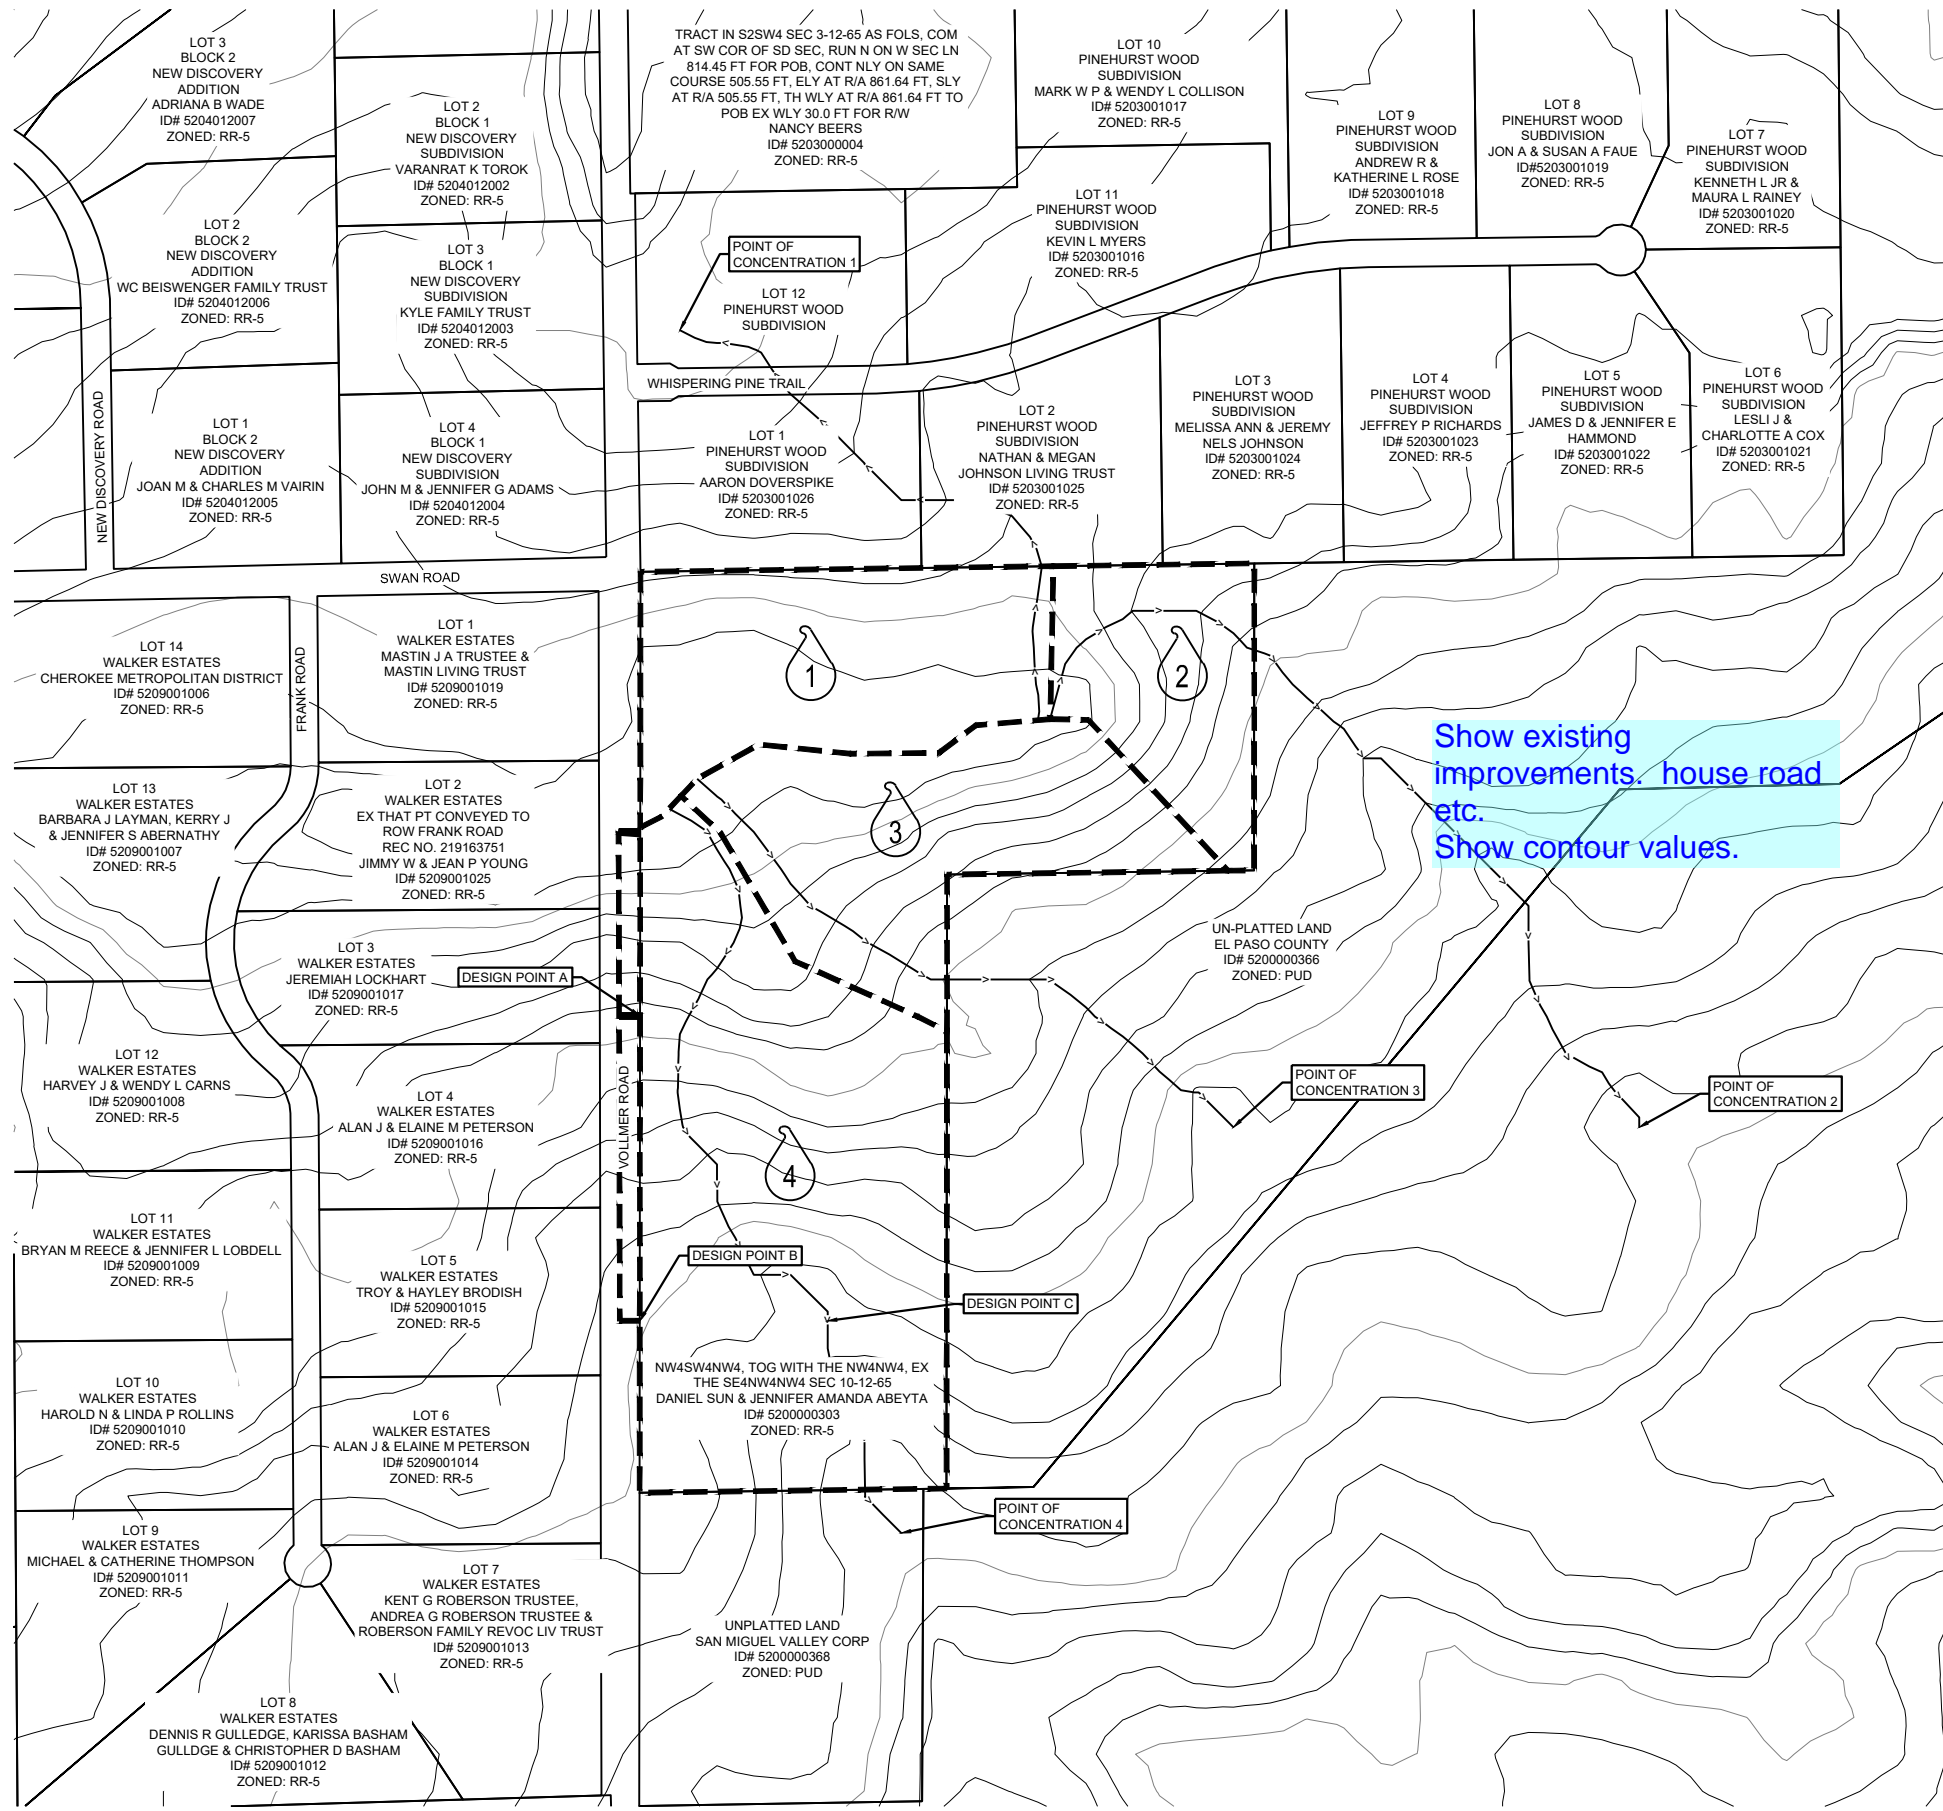 LOT 3
BLOCK 2
NEW DISCOVERY
ADDITION
ADRIANA B WADE
ID# 5204012007
ZONED: RR-5
LOT 2
BLOCK 1
NEW DISCOVERY
SUBDIVISION
VARANRAT K TOROK
ID# 5204012002
ZONED: RR-5
TRACT IN S2SW4 SEC 3-12-65 AS FOLS, COM
AT SW COR OF SD SEC, RUN N ON W SEC LN
814.45 FT FOR POB, CONT NLY ON SAME
COURSE 505.55 FT, ELY AT R/A 861.64 FT, SLY
AT R/A 505.55 FT, TH WLY AT R/A 861.64 FT TO
POB EX WLY 30.0 FT FOR R/W
NANCY BEERS
ID# 5203000004
ZONED: RR-5
LOT 10
PINEHURST WOOD
SUBDIVISION
MARK W P & WENDY L COLLISON
ID# 5203001017
ZONED: RR-5
LOT 9
PINEHURST WOOD
SUBDIVISION
ANDREW R &
KATHERINE L ROSE
ID# 5203001018
ZONED: RR-5
LOT 8
PINEHURST WOOD
SUBDIVISION
JON A & SUSAN A FAUE
ID#5203001019
ZONED: RR-5
LOT 7
PINEHURST WOOD
SUBDIVISION
KENNETH L JR &
MAURA L RAINEY
ID# 5203001020
ZONED: RR-5
LOT 2
BLOCK 2
NEW DISCOVERY
ADDITION
WC BEISWENGER FAMILY TRUST
ID# 5204012006
ZONED: RR-5
LOT 3
BLOCK 1
NEW DISCOVERY
SUBDIVISION
KYLE FAMILY TRUST
ID# 5204012003
ZONED: RR-5
POINT OF
CONCENTRATION 1
LOT 12
PINEHURST WOOD
SUBDIVISION
LOT 11
PINEHURST WOOD
SUBDIVISION
KEVIN L MYERS
ID# 5203001016
ZONED: RR-5
WHISPERING PINE TRAIL
NEW DISCOVERY ROAD
LOT 1
BLOCK 2
NEW DISCOVERY
ADDITION
JOAN M & CHARLES M VAIRIN
ID# 5204012005
ZONED: RR-5
LOT 4
BLOCK 1
NEW DISCOVERY
SUBDIVISION
JOHN M & JENNIFER G ADAMS
ID# 5204012004
ZONED: RR-5
LOT 1
PINEHURST WOOD
SUBDIVISION
AARON DOVERSPIKE
ID# 5203001026
ZONED: RR-5
LOT 2
PINEHURST WOOD
SUBDIVISION
NATHAN & MEGAN
JOHNSON LIVING TRUST
ID# 5203001025
ZONED: RR-5
LOT 3
PINEHURST WOOD
SUBDIVISION
MELISSA ANN & JEREMY
NELS JOHNSON
ID# 5203001024
ZONED: RR-5
LOT 4
PINEHURST WOOD
SUBDIVISION
JEFFREY P RICHARDS
ID# 5203001023
ZONED: RR-5
LOT 5
PINEHURST WOOD
SUBDIVISION
JAMES D & JENNIFER E
HAMMOND
ID# 5203001022
ZONED: RR-5
LOT 6
PINEHURST WOOD
SUBDIVISION
LESLI J &
CHARLOTTE A COX
ID# 5203001021
ZONED: RR-5
SWAN ROAD
LOT 14
WALKER ESTATES
CHEROKEE METROPOLITAN DISTRICT
ID# 5209001006
ZONED: RR-5
FRANK ROAD
LOT 1
WALKER ESTATES
MASTIN J A TRUSTEE &
MASTIN LIVING TRUST
ID# 5209001019
ZONED: RR-5
1
2
Show existing
improvements. house road
etc.
Show contour values.
LOT 13
WALKER ESTATES
BARBARA J LAYMAN, KERRY J
& JENNIFER S ABERNATHY
ID# 5209001007
ZONED: RR-5
LOT 2
WALKER ESTATES
EX THAT PT CONVEYED TO
ROW FRANK ROAD
REC NO. 219163751
JIMMY W & JEAN P YOUNG
ID# 5209001025
ZONED: RR-5
3
UN-PLATTED LAND
EL PASO COUNTY
ID# 5200000366
ZONED: PUD
LOT 3
WALKER ESTATES
JEREMIAH LOCKHART
ID# 5209001017
ZONED: RR-5
DESIGN POINT A
LOT 12
WALKER ESTATES
HARVEY J & WENDY L CARNS
ID# 5209001008
ZONED: RR-5
LOT 4
WALKER ESTATES
ALAN J & ELAINE M PETERSON
ID# 5209001016
ZONED: RR-5
VOLLMER ROAD
POINT OF
CONCENTRATION 3
POINT OF
CONCENTRATION 2
4
LOT 11
WALKER ESTATES
BRYAN M REECE & JENNIFER L LOBDELL
ID# 5209001009
ZONED: RR-5
LOT 5
WALKER ESTATES
TROY & HAYLEY BRODISH
ID# 5209001015
ZONED: RR-5
DESIGN POINT B
DESIGN POINT C
NW4SW4NW4, TOG WITH THE NW4NW4, EX
THE SE4NW4NW4 SEC 10-12-65
DANIEL SUN & JENNIFER AMANDA ABEYTA
ID# 5200000303
ZONED: RR-5
LOT 10
WALKER ESTATES
HAROLD N & LINDA P ROLLINS
ID# 5209001010
ZONED: RR-5
LOT 6
WALKER ESTATES
ALAN J & ELAINE M PETERSON
ID# 5209001014
ZONED: RR-5
POINT OF
CONCENTRATION 4
LOT 9
WALKER ESTATES
MICHAEL & CATHERINE THOMPSON
ID# 5209001011
ZONED: RR-5
LOT 7
WALKER ESTATES
KENT G ROBERSON TRUSTEE,
ANDREA G ROBERSON TRUSTEE &
ROBERSON FAMILY REVOC LIV TRUST
ID# 5209001013
ZONED: RR-5
UNPLATTED LAND
SAN MIGUEL VALLEY CORP
ID# 5200000368
ZONED: PUD
LOT 8
WALKER ESTATES
DENNIS R GULLEDGE, KARISSA BASHAM
GULLDGE & CHRISTOPHER D BASHAM
ID# 5209001012
ZONED: RR-5